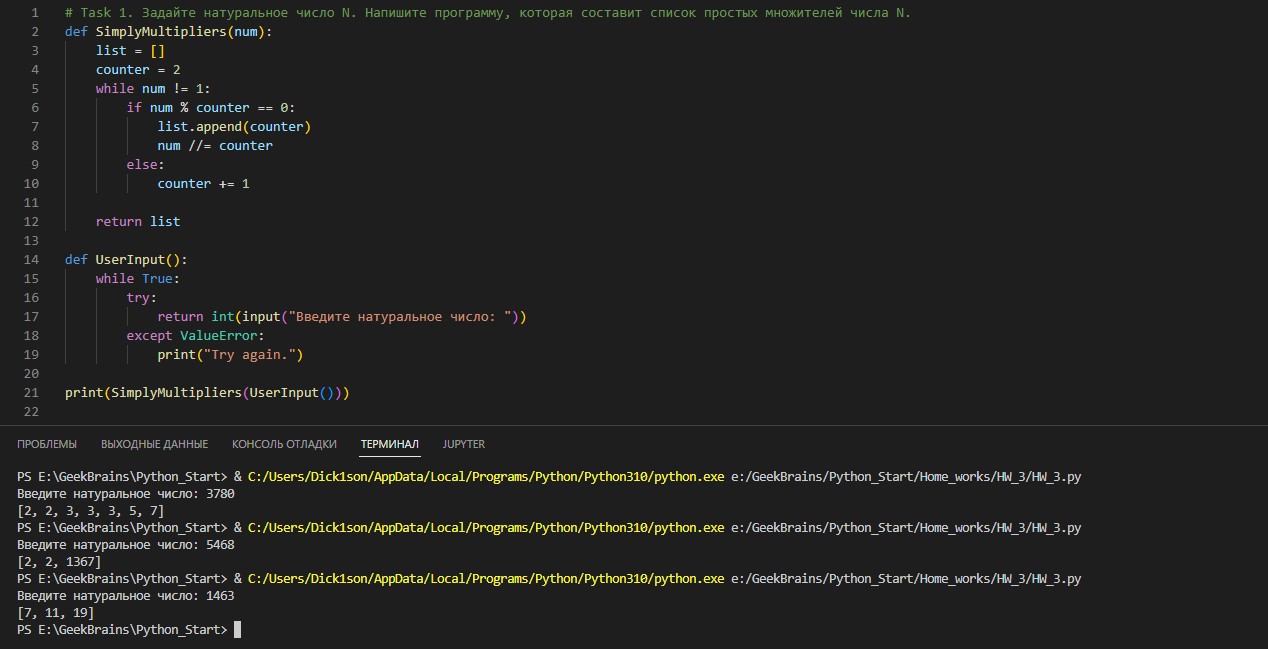 1 # Task 1. Задайте натуральное число N. Напишите программу, которая составит список простых множителей числа N.
2 def SimplyMultipliers(num):
3     list = []
4     counter = 2
5     while num != 1:
6         if num % counter == 0:
7             list.append(counter)
8             num //= counter
9         else:
10             counter += 1
11
12     return list
13
14 def UserInput():
15     while True:
16         try:
17             return int(input("Введите натуральное число: "))
18         except ValueError:
19             print("Try again.")
20
21 print(SimplyMultipliers(UserInput()))
22
ПРОБЛЕМЫ ВЫХОДНЫЕ ДАННЫЕ КОНСОЛЬ ОТЛАДКИ ТЕРМИНАЛ JUPYTER
PS E:\GeekBrains\Python_Start> & C:/Users/Dick1son/AppData/Local/Programs/Python/Python310/python.exe e:/GeekBrains/Python_Start/Home_works/HW_3/HW_3.py
Введите натуральное число: 3780
[2, 2, 3, 3, 3, 5, 7]
PS E:\GeekBrains\Python_Start> & C:/Users/Dick1son/AppData/Local/Programs/Python/Python310/python.exe e:/GeekBrains/Python_Start/Home_works/HW_3/HW_3.py
Введите натуральное число: 5468
[2, 2, 1367]
PS E:\GeekBrains\Python_Start> & C:/Users/Dick1son/AppData/Local/Programs/Python/Python310/python.exe e:/GeekBrains/Python_Start/Home_works/HW_3/HW_3.py
Введите натуральное число: 1463
[7, 11, 19]
PS E:\GeekBrains\Python_Start>